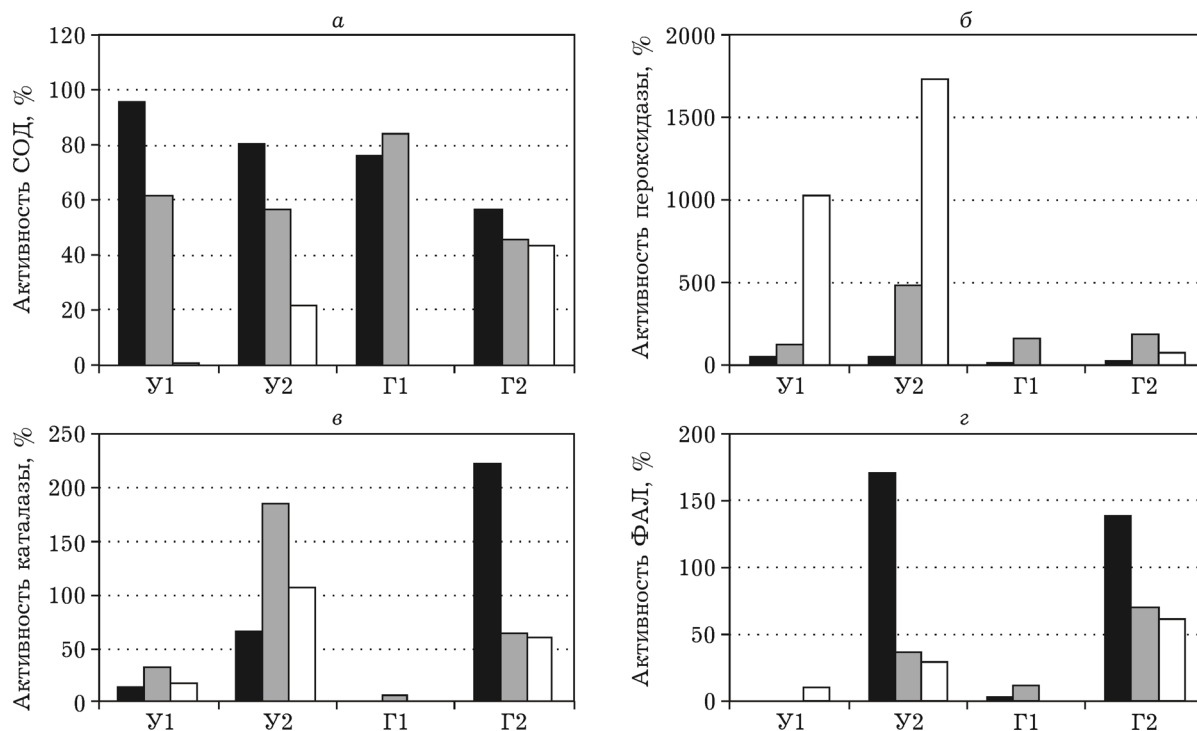 а
Активность СОД, %
120
100
80
60
40
20
0
У1 У2 Г1 Г2
б
Активность пероксидазы, %
2000
1500
1000
500
0
У1 У2 Г1 Г2
в
Активность каталазы, %
250
200
150
100
50
0
У1 У2 Г1 Г2
г
Активность ФАЛ, %
200
150
100
50
0
У1 У2 Г1 Г2